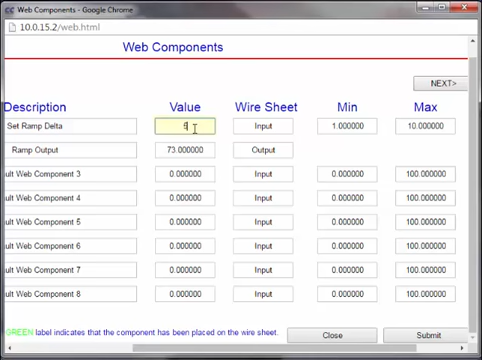 Web Components - Google Chrome
10.0.15.2/web.html
Web Components
NEXT>
Description Value Wire Sheet Min Max
Set Ramp Delta 5 Input 1.000000 10.000000
Ramp Output 73.000000 Output
ult Web Component 3 0.000000 Input 0.000000 100.000000
ult Web Component 4 0.000000 Input 0.000000 100.000000
ult Web Component 5 0.000000 Input 0.000000 100.000000
ult Web Component 6 0.000000 Input 0.000000 100.000000
ult Web Component 7 0.000000 Input 0.000000 100.000000
ult Web Component 8 0.000000 Input 0.000000 100.000000
GREEN label indicates that the component has been placed on the wire sheet. Close Submit